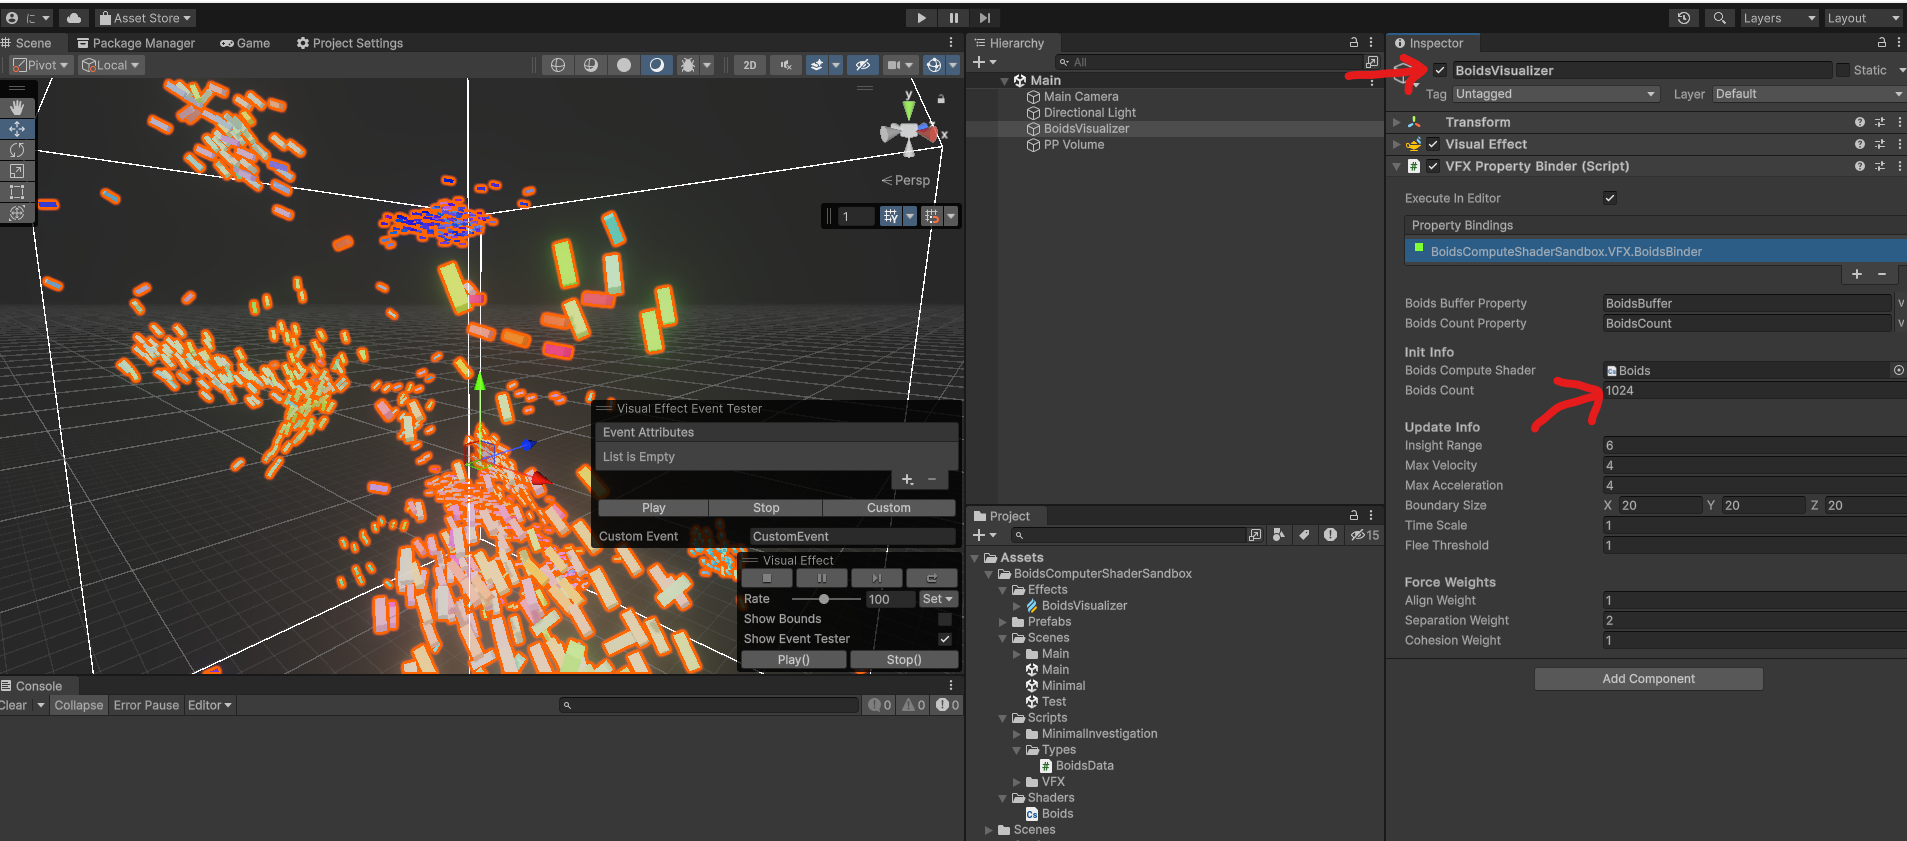 に
Asset Store
Layers
Layout
Scene
Package Manager
Game
Project Settings
Pivot
Local
2D
y
x
Persp
1
Visual Effect Event Tester
Event Attributes
List is Empty
Play
Stop
Custom
Custom Event
CustomEvent
Visual Effect
Rate
100
Set
Show Bounds
Show Event Tester
Play()
Stop()
Console
Clear
Collapse
Error Pause
Editor
0
0
0
Hierarchy
All
Main
Main Camera
Directional Light
BoidsVisualizer
PP Volume
Project
15
Assets
BoidsComputerShaderSandbox
Effects
BoidsVisualizer
Prefabs
Scenes
Main
Main
Minimal
Test
Scripts
MinimalInvestigation
Types
# BoidsData
VFX
Shaders
Cs Boids
Scenes
Inspector
BoidsVisualizer
Static
Tag Untagged
Layer Default
Transform
Visual Effect
# VFX Property Binder (Script)
Execute In Editor
Property Bindings
BoidsComputeShaderSandbox.VFX.BoidsBinder
Boids Buffer Property BoidsBuffer
Boids Count Property BoidsCount
Init Info
Boids Compute Shader Boids
Boids Count 1024
Update Info
Insight Range 6
Max Velocity 4
Max Acceleration 4
Boundary Size X 20 Y 20 Z 20
Time Scale 1
Flee Threshold 1
Force Weights
Align Weight 1
Separation Weight 2
Cohesion Weight 1
Add Component